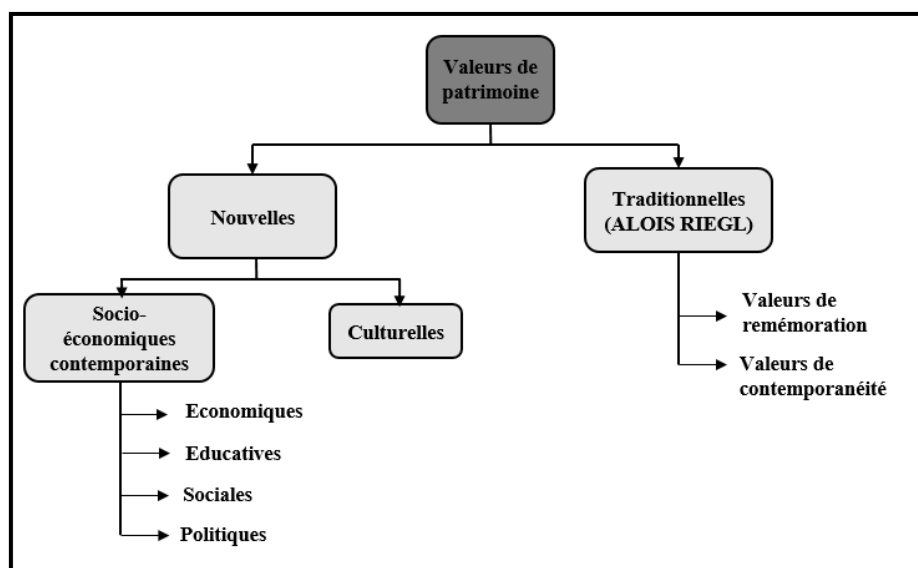 Valeurs de
patrimoine
Nouvelles
Traditionnelles
(ALOIS RIEGL)
Socio-
économiques
contemporaines
Culturelles
Valeurs de
remémoration
Valeurs de
contemporanéité
Economiques
Educatives
Sociales
Politiques